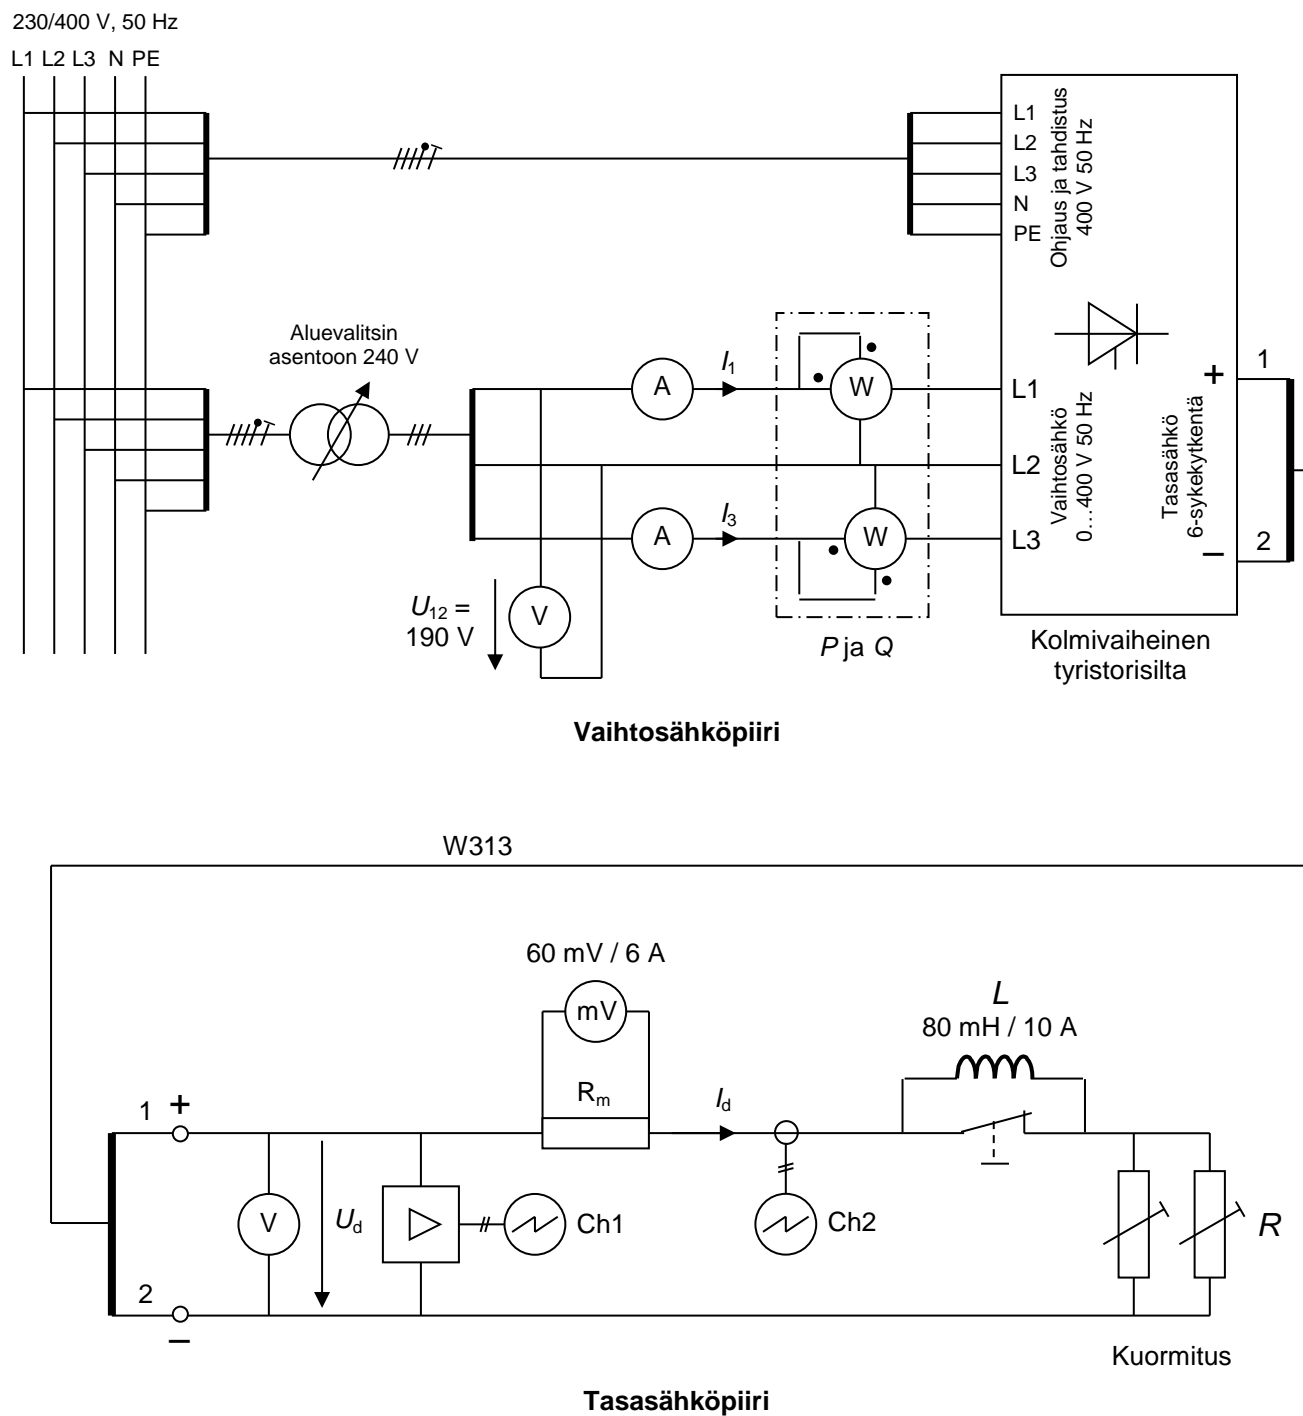 230/400 V, 50 Hz
L1 L2 L3 N PE
L1
L2
L3
N
PE
Ohjaus ja tahdistus
400 V 50 Hz
Aluevalitsin
asentoon 240 V
A
I1
W
L1
L2
A
I3
W
L3
Vaihtosähkö
0…400 V 50 Hz
Tasasähkö
6-sykekytkentä
+
–
1
2
U12 =
190 V
V
P ja Q
Kolmivaiheinen
tyristorisilta
Vaihtosähköpiiri
W313
60 mV / 6 A
mV
Rm
Id
L
80 mH / 10 A
1 +
V
Ud
Ch1
Ch2
R
2
–
Kuormitus
Tasasähköpiiri